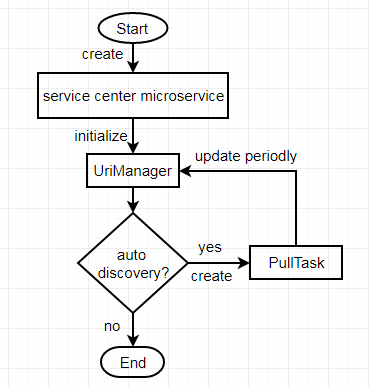 Start
create
service center microservice
initialize
update periodly
UriManager
auto
discovery?
yes
create
PullTask
no
End